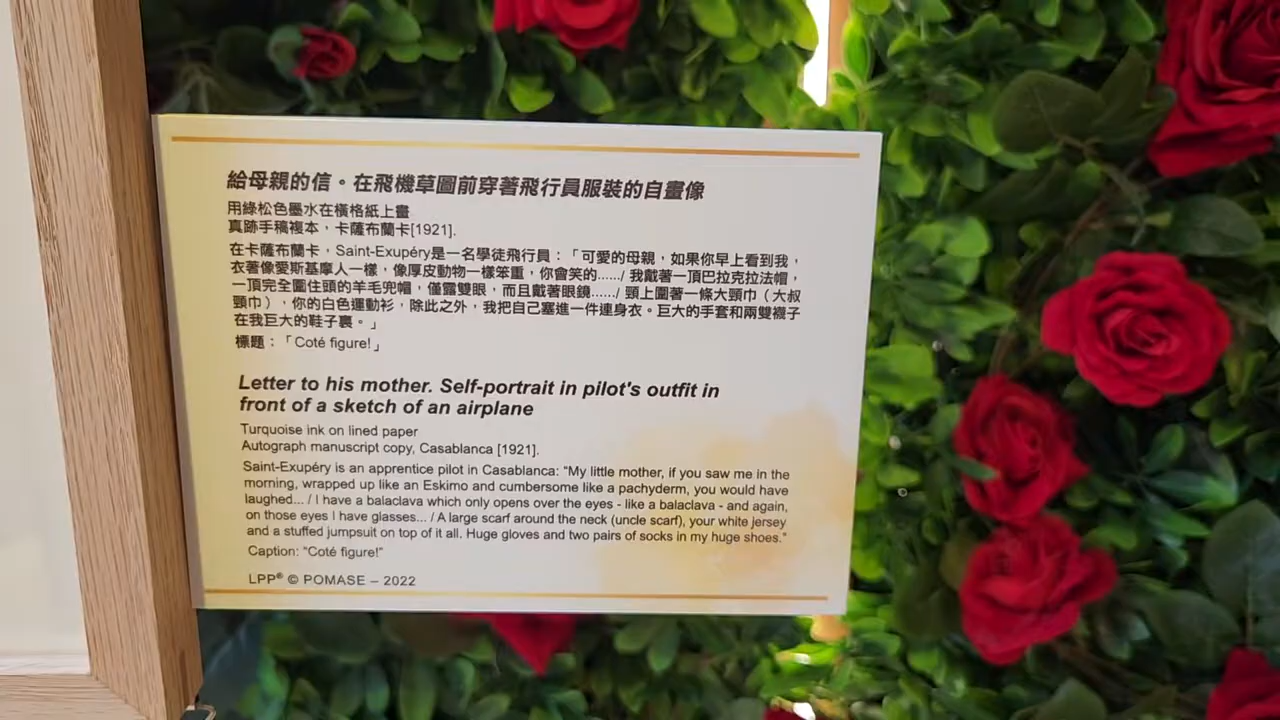 給母親的信。在飛機草圖前穿著飛行員服裝的自畫像
用綠松色墨水在橫格紙上畫
真跡手稿複本，卡薩布蘭卡[1921].
在卡薩布蘭卡，Saint-Exupéry是一名學徒飛行員：「可愛的母親，如果你早上看到我，
衣著像愛斯基摩人一樣，像厚皮動物一樣笨重，你會笑的....../ 我戴著一頂巴拉克拉法帽，
一頂完全圍住頭的羊毛兜帽，僅露雙眼，而且戴著眼鏡....../ 頸上圍著一條大頸巾（大叔
頸巾），你的白色運動衫，除此之外，我把自己塞進一件連身衣。巨大的手套和兩雙襪子
在我巨大的鞋子裏。」
標題：「Coté figure!」
Letter to his mother. Self-portrait in pilot's outfit in
front of a sketch of an airplane
Turquoise ink on lined paper
Autograph manuscript copy, Casablanca [1921].
Saint-Exupéry is an apprentice pilot in Casablanca: "My little mother, if you saw me in the
morning, wrapped up like an Eskimo and cumbersome like a pachyderm, you would have
laughed... / I have a balaclava which only opens over the eyes - like a balaclava - and again,
on those eyes I have glasses... / A large scarf around the neck (uncle scarf), your white jersey
and a stuffed jumpsuit on top of it all. Huge gloves and two pairs of socks in my huge shoes."
Caption: "Coté figure!"
LPP® © POMASE – 2022